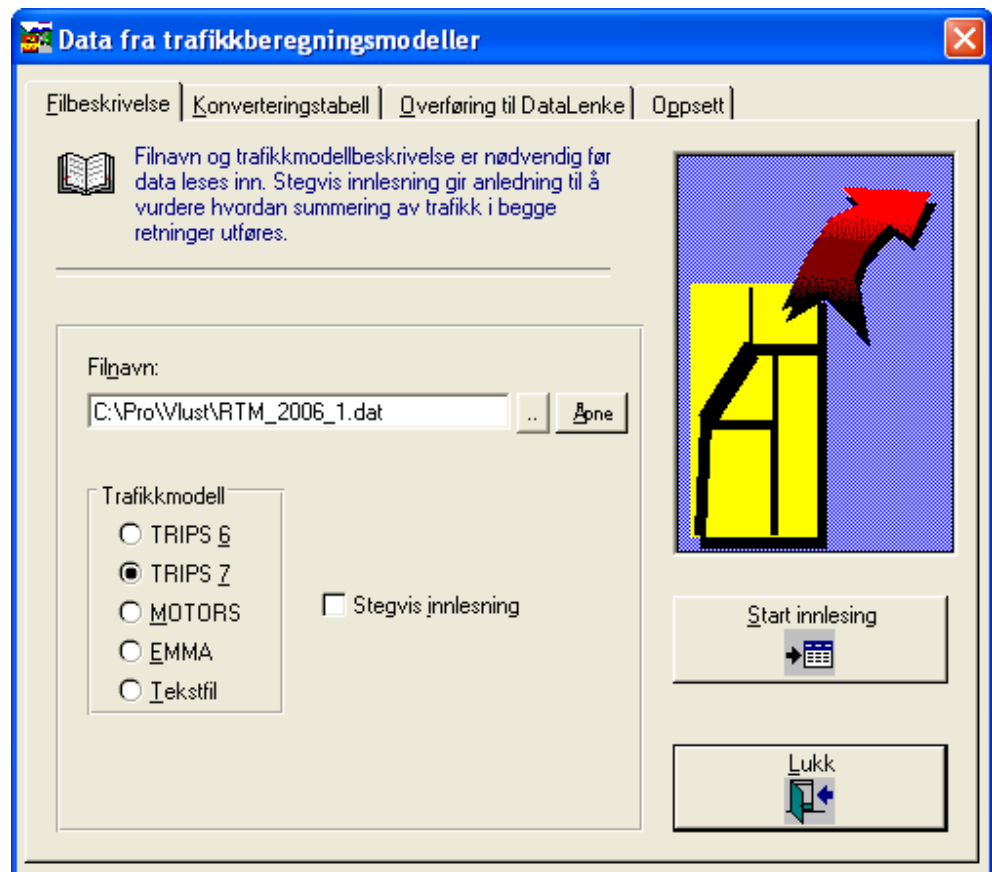 Data fra trafikkberegningsmodeller
Filbeskrivelse Konverteringstabell Overføring til DataLenke Oppsett
Filnavn og trafikkmodellbeskrivelse er nødvendig før
data leses inn. Stegvis innlesning gir anledning til å
vurdere hvordan summering av trafikk i begge
retninger utføres.
Filnavn:
C:\Pro\Vlust\RTM_2006_1.dat .. Åpne
Trafikkmodell
TRIPS 6
TRIPS 7
MOTORS
EMMA
Tekstfil
Stegvis innlesning
Start innlesing
Lukk